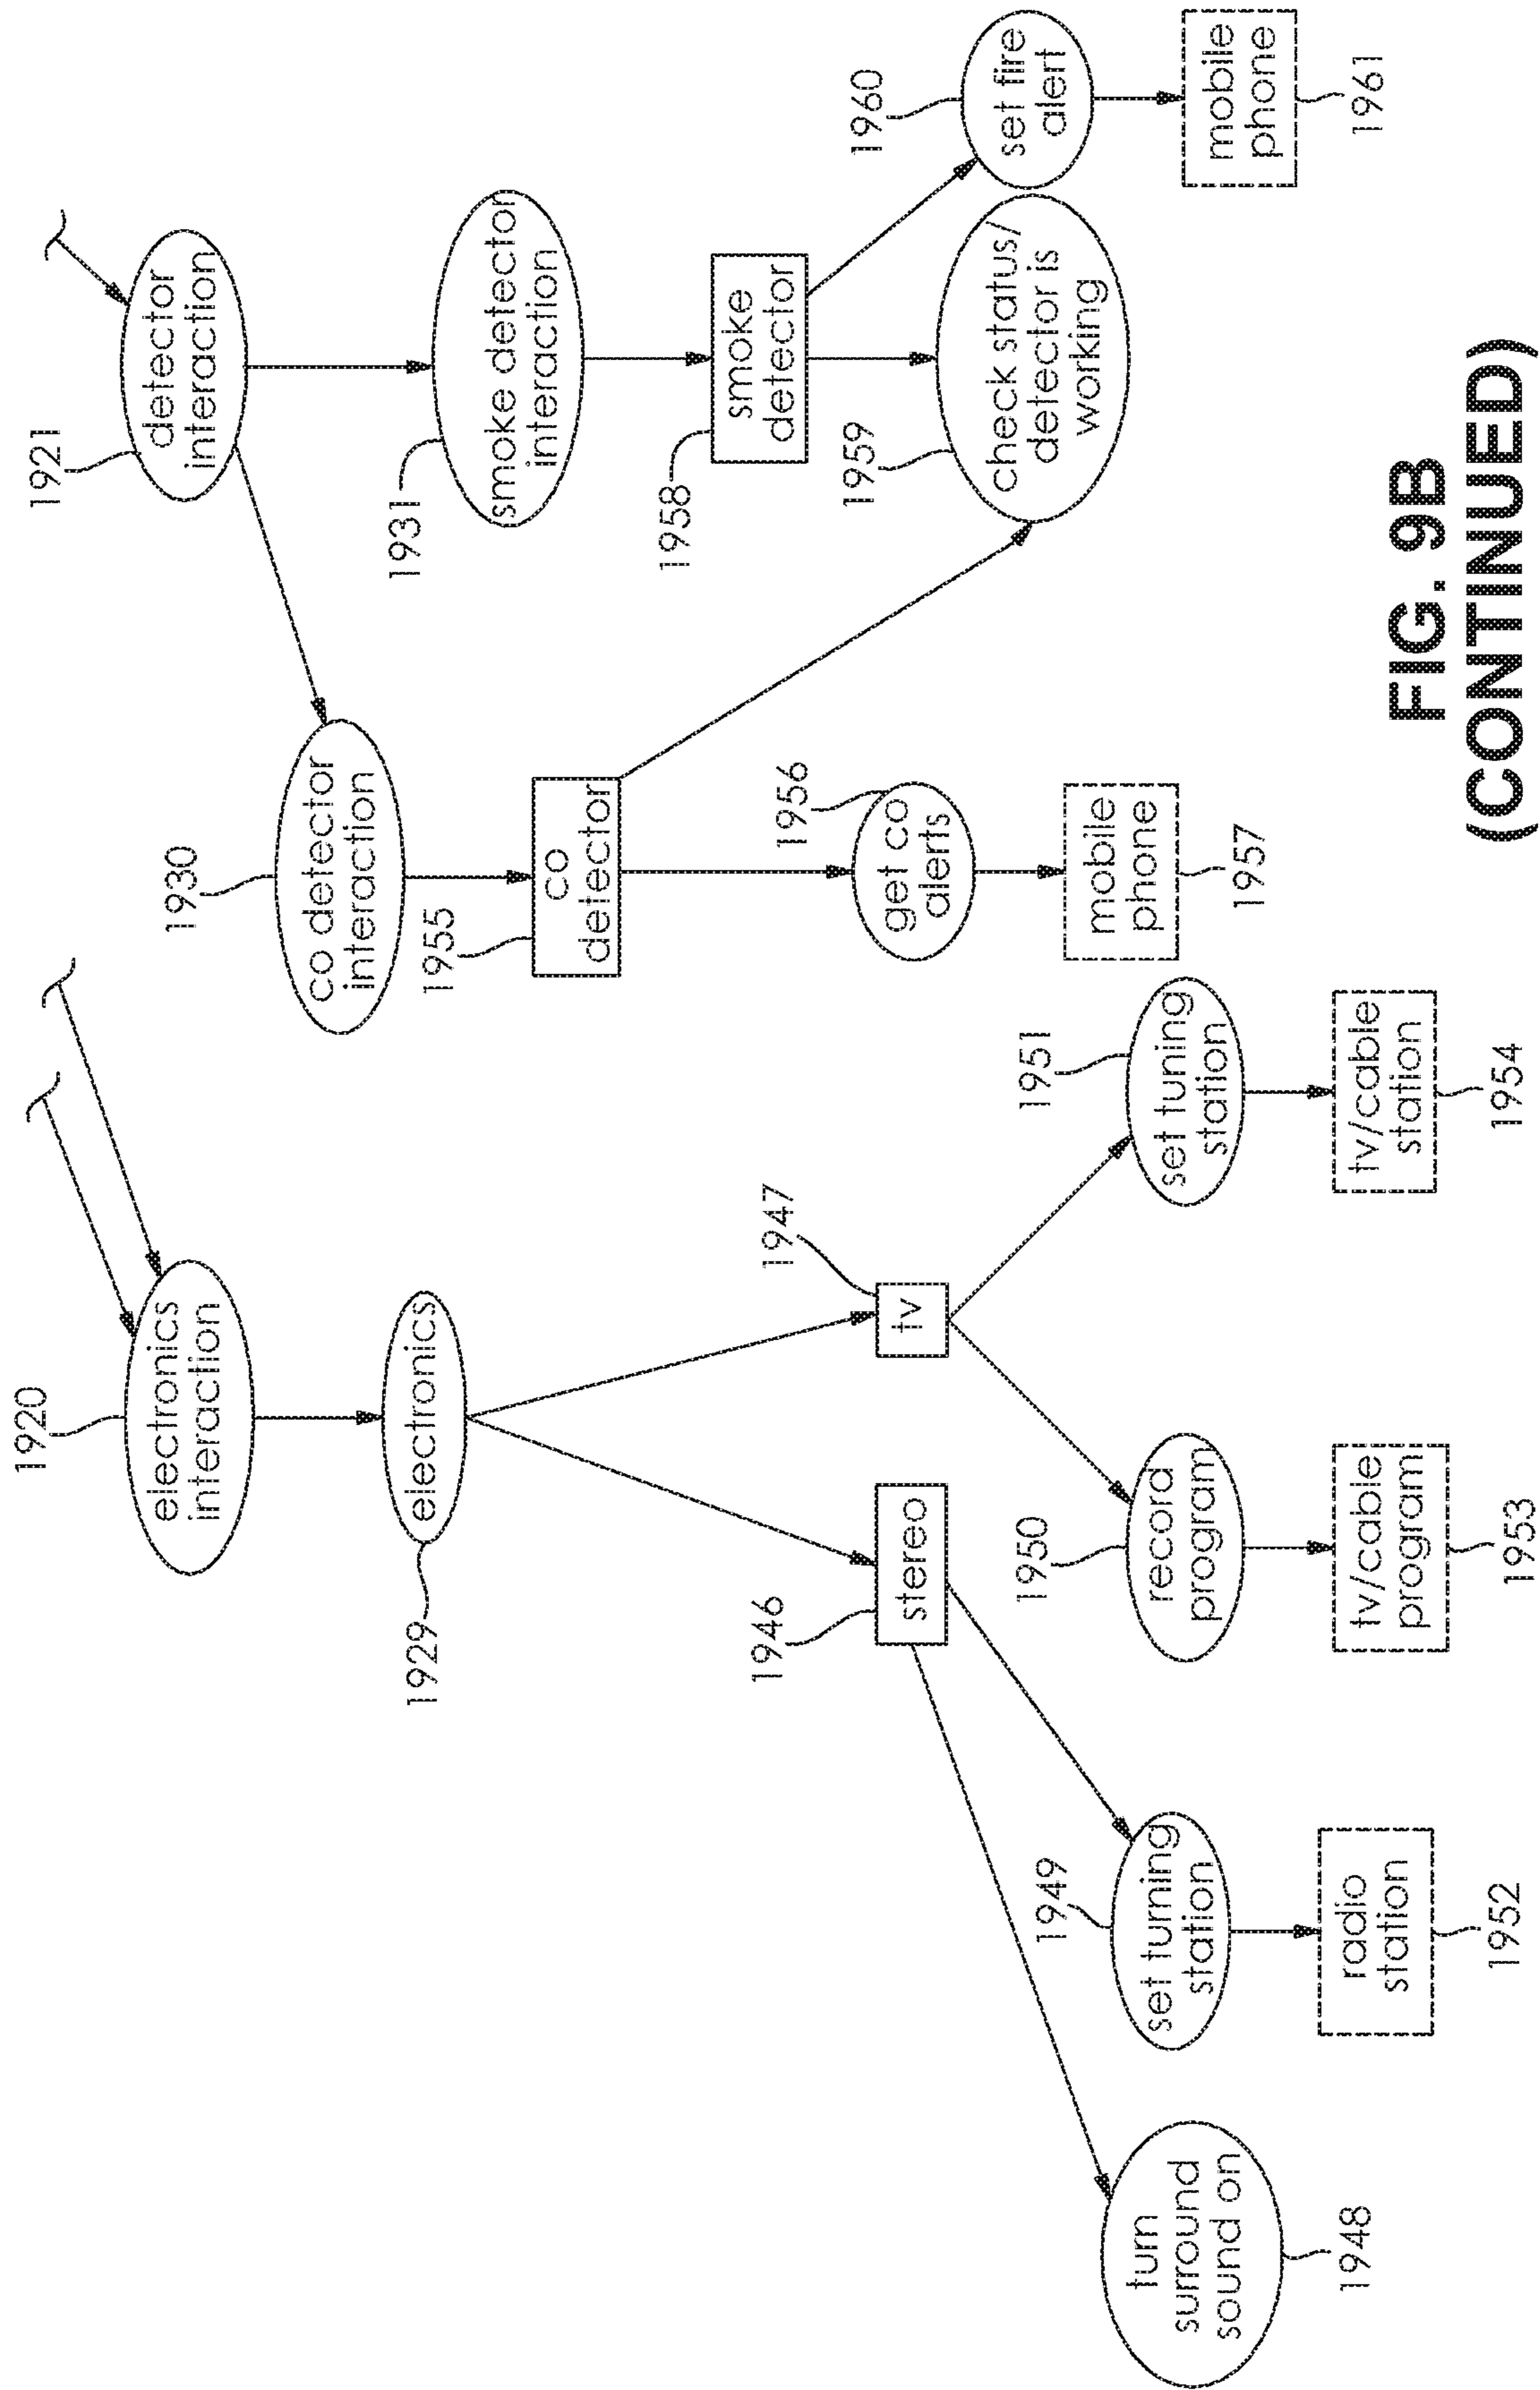 1920
electronics
interaction
1921
detector
interaction
1930
co detector
interaction
1929
electronics
1931
smoke detector
interaction
1955
co
detector
1958
smoke
detector
1946
stereo
1947
tv
1956
get co
alerts
1959
check status/
detector is
working
1960
set fire
alert
1948
turn
surround
sound on
1949
set turning
station
1950
record
program
1951
set tuning
station
1957
mobile
phone
1961
mobile
phone
1952
radio
station
1953
tv/cable
program
1954
tv/cable
station
FIG. 9B
(CONTINUED)